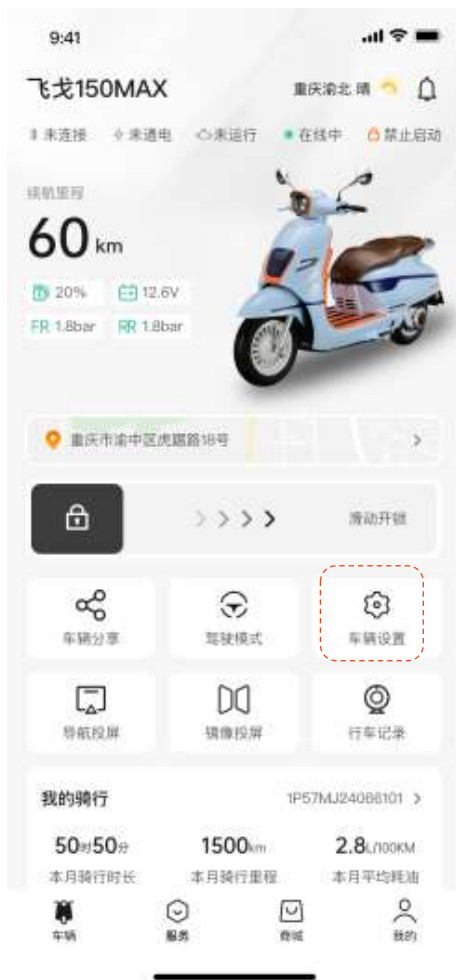 9:41
飞戈150MAX
重庆渝北 晴
未连接 未通电 未运行 在线中 禁止启动
续航里程
60 km
20% 12.6V
FR 1.8bar RR 1.8bar
重庆市渝中区虎踞路18号
滑动开锁
车辆分享 驾驶模式 车辆设置
导航投屏 镜像投屏 行车记录
我的骑行 1P57MJ24066101
50时50分 1500km 2.8L/100KM
本月骑行时长 本月骑行里程 本月平均耗油
车辆 服务 商城 我的